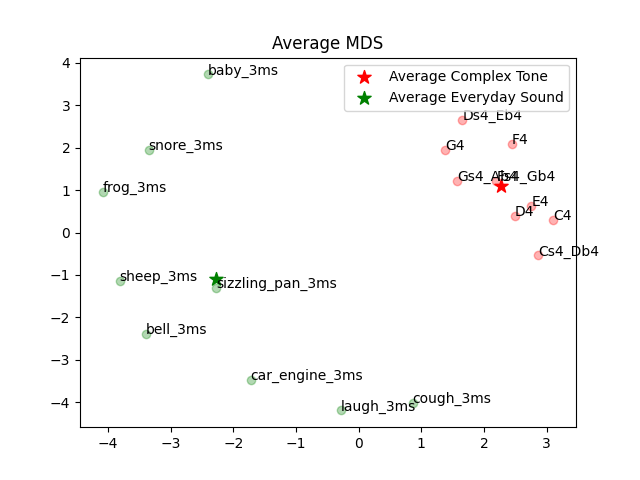 Average MDS
Average Complex Tone
Average Everyday Sound
baby_3ms
Ds4_Eb4
F4
G4
snore_3ms
Gs4_Ab4
Fs4_Gb4
frog_3ms
E4
D4
C4
Cs4_Db4
sheep_3ms
sizzling_pan_3ms
bell_3ms
car_engine_3ms
laugh_3ms
cough_3ms
4
3
2
1
0
−1
−2
−3
−4
−4
−3
−2
−1
0
1
2
3